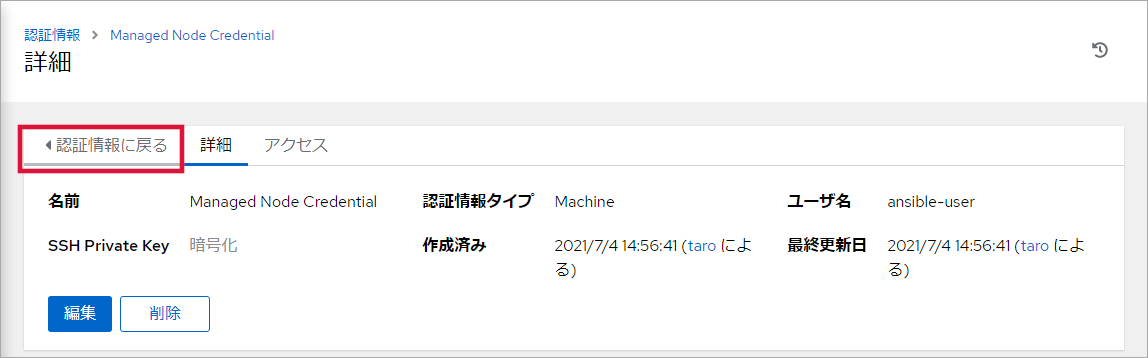 認証情報 > Managed Node Credential
詳細
認証情報に戻る 詳細 アクセス
名前 Managed Node Credential 認証情報タイプ Machine ユーザ名 ansible-user
SSH Private Key 暗号化 作成済み 2021/7/4 14:56:41 (taro によ 最終更新日 2021/7/4 14:56:41 (taro によ
る) る)
編集 削除